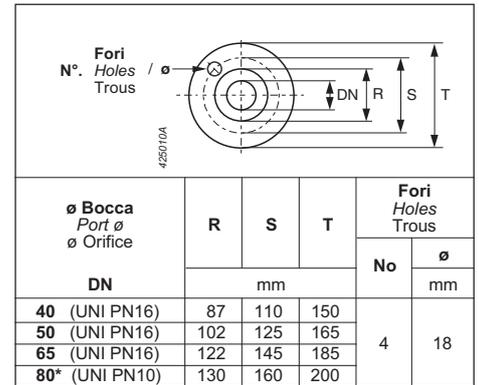 Fori
N°. Holes / ø
Trous
DN R S T
425010A
ø Bocca
Port ø
ø Orifice
R S T
Fori
Holes
Trous
No ø
DN mm mm
40 (UNI PN16) 87 110 150
50 (UNI PN16) 102 125 165
4 18
65 (UNI PN16) 122 145 185
80* (UNI PN10) 130 160 200